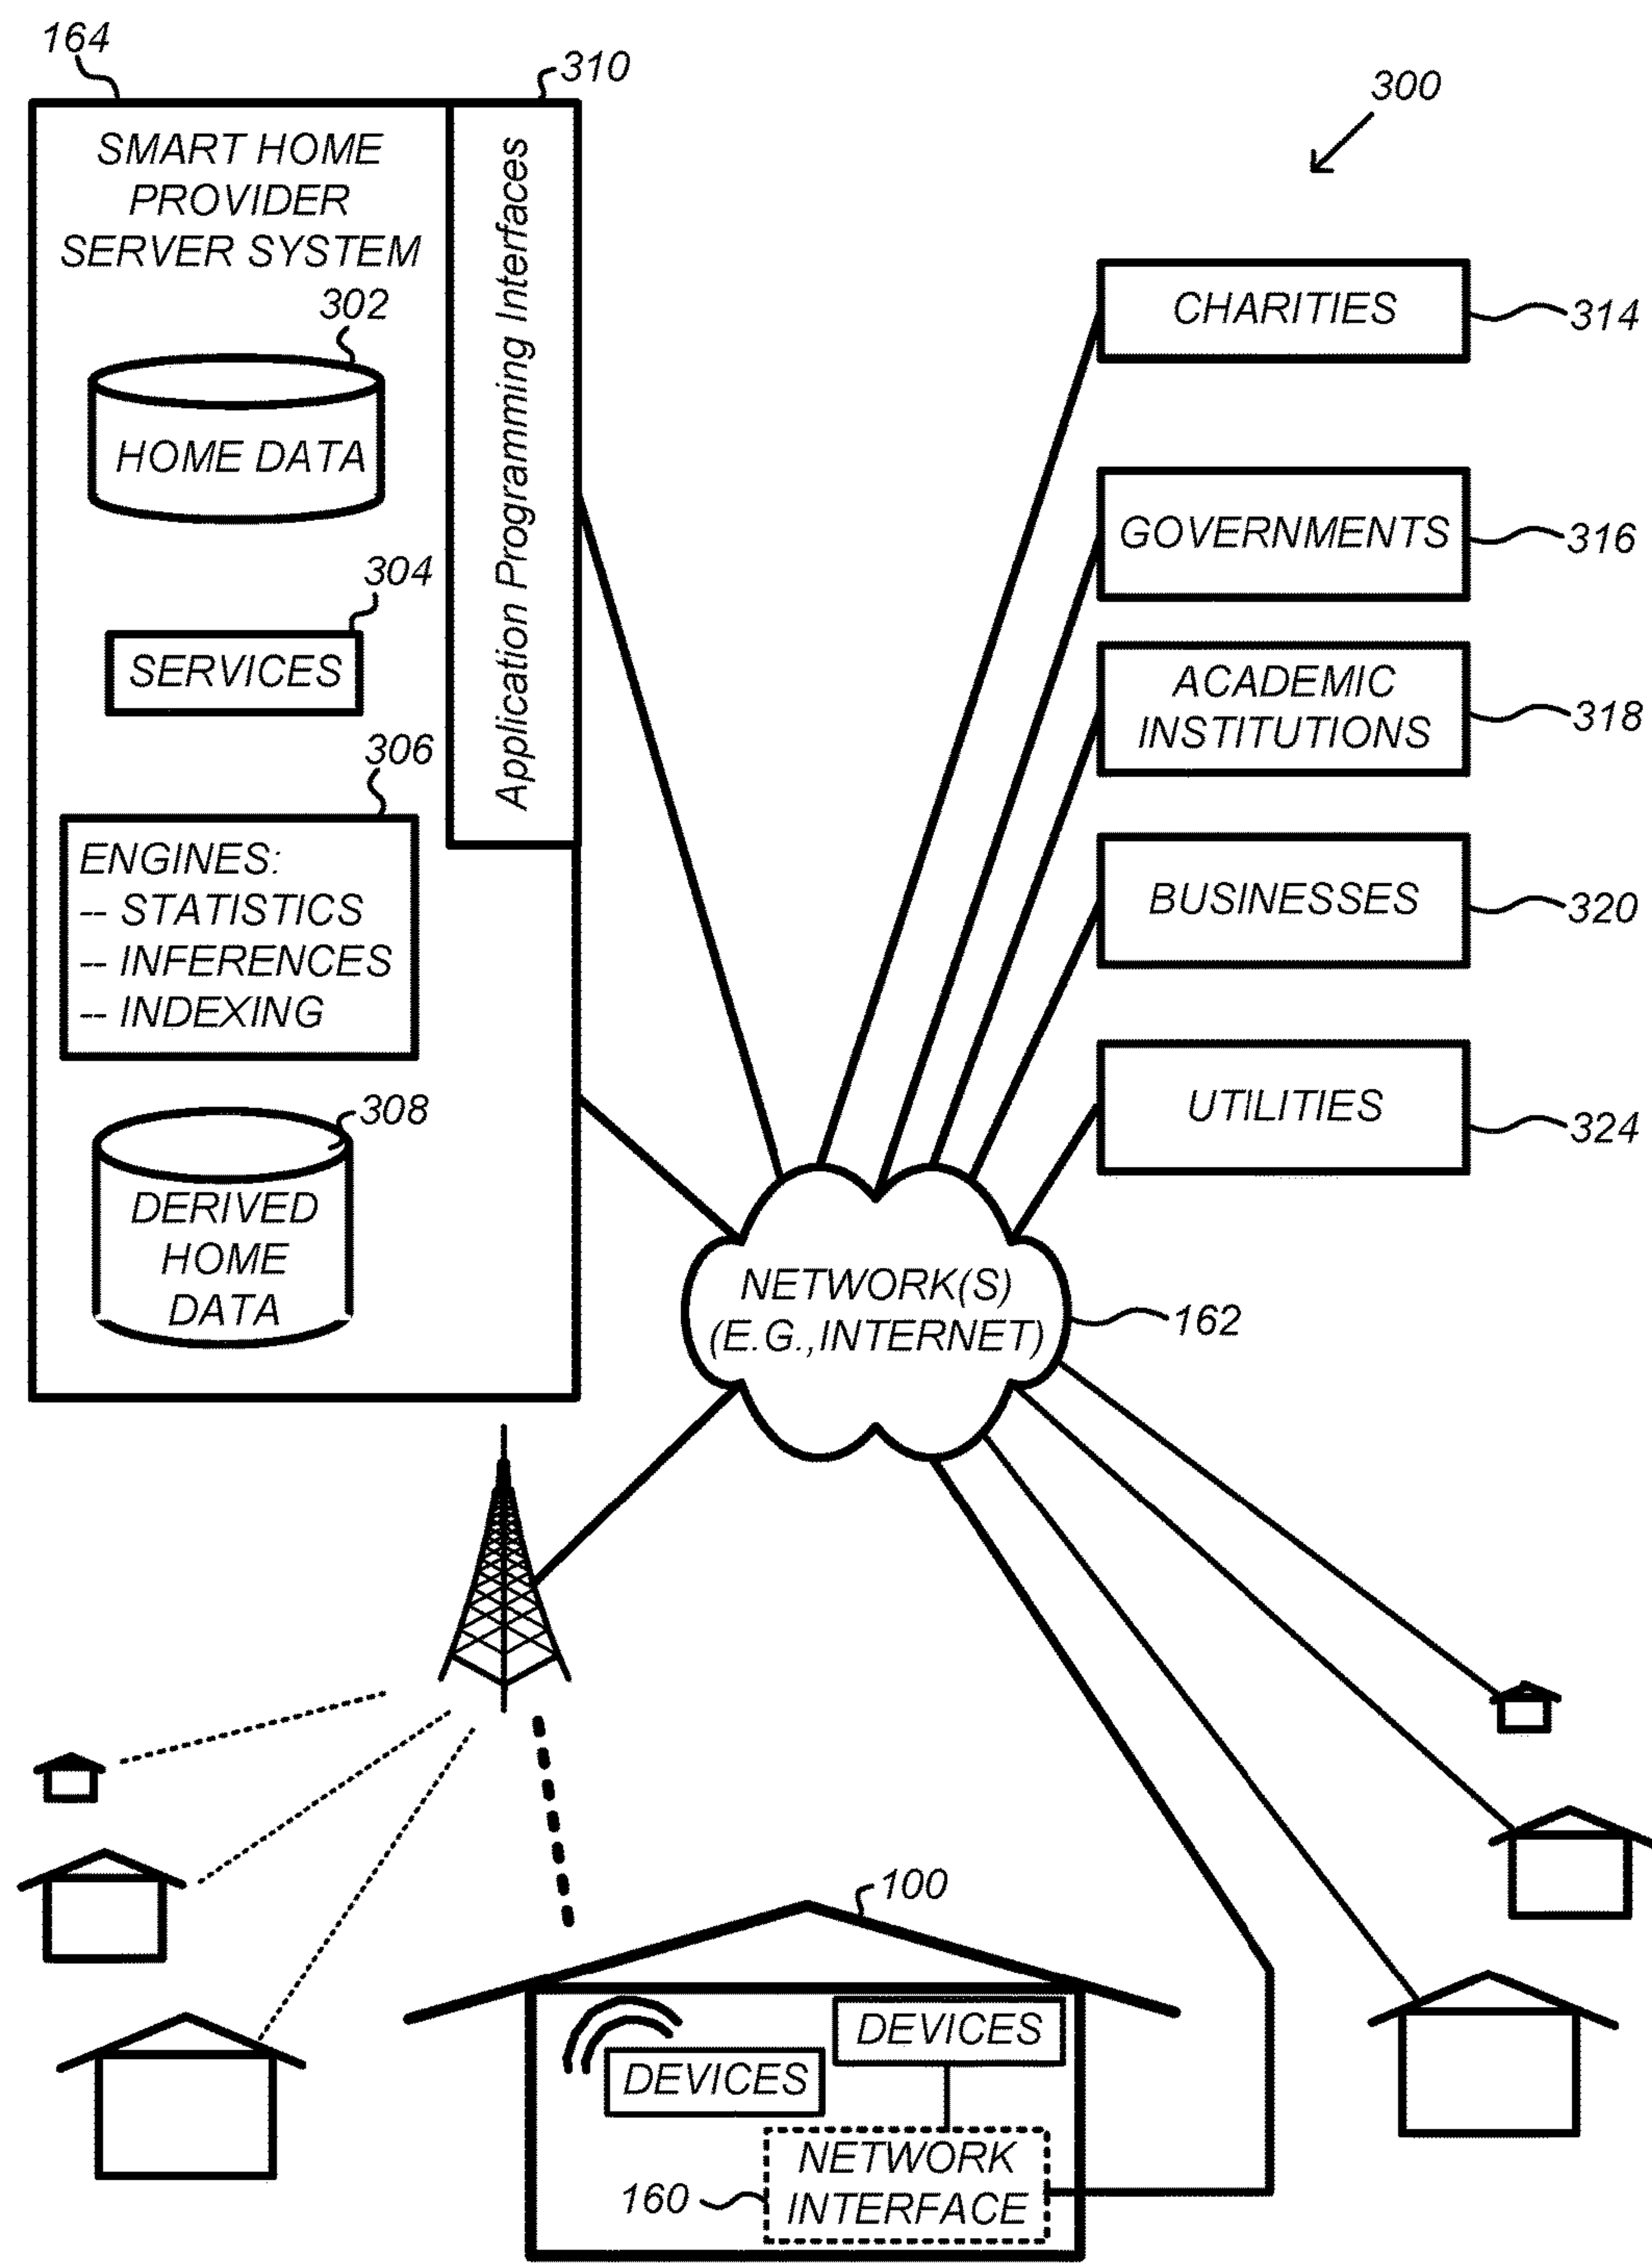 164
310
300
SMART HOME
PROVIDER
SERVER SYSTEM
Application Programming Interfaces
302
HOME DATA
304
SERVICES
306
ENGINES:
-- STATISTICS
-- INFERENCES
-- INDEXING
308
DERIVED
HOME
DATA
CHARITIES
314
GOVERNMENTS
316
ACADEMIC
INSTITUTIONS
318
BUSINESSES
320
UTILITIES
324
NETWORK(S)
(E.G.,INTERNET)
162
100
DEVICES
DEVICES
NETWORK
INTERFACE
160